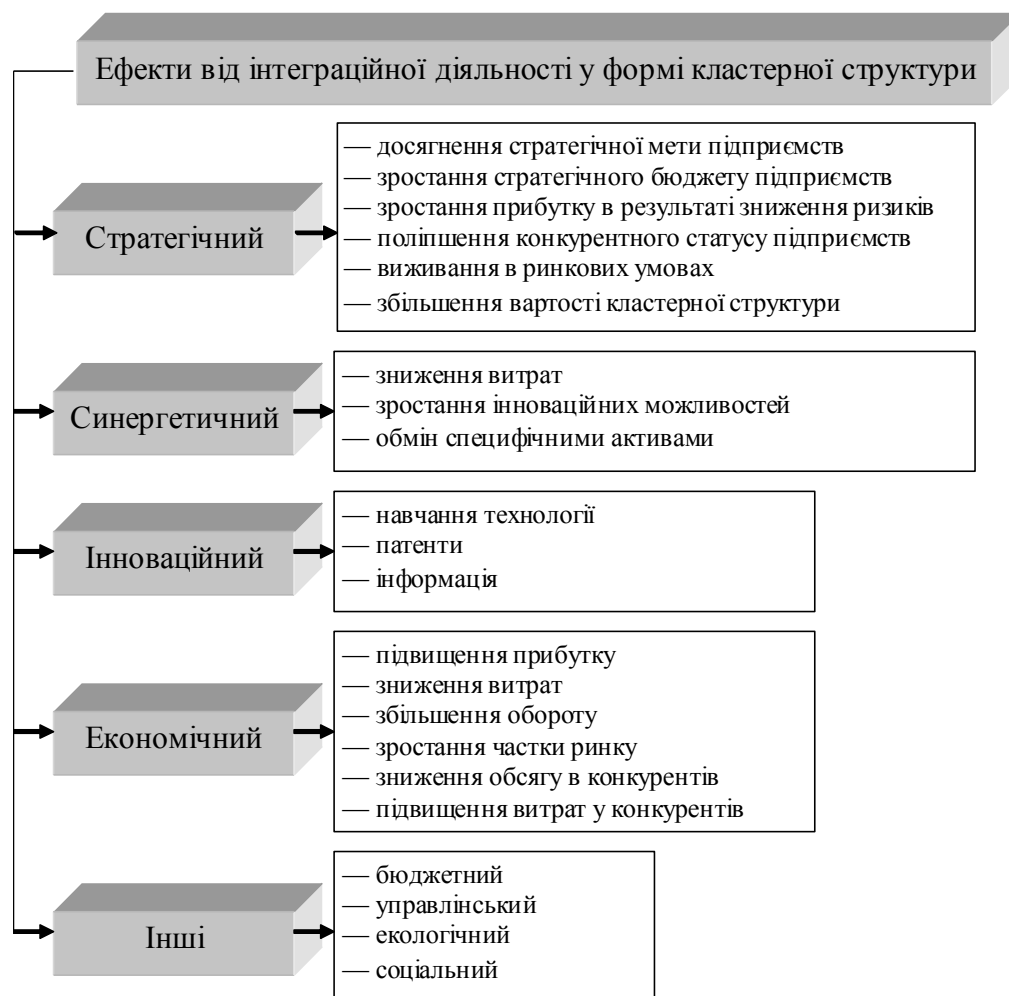 Ефекти від інтеграційної діяльності у формі кластерної структури
Стратегічний
— досягнення стратегічної мети підприємств
— зростання стратегічного бюджету підприємств
— зростання прибутку в результаті зниження ризиків
— поліпшення конкурентного статусу підприємств
— виживання в ринкових умовах
— збільшення вартості кластерної структури
Синергетичний
— зниження витрат
— зростання інноваційних можливостей
— обмін специфічними активами
Інноваційний
— навчання технології
— патенти
— інформація
Економічний
— підвищення прибутку
— зниження витрат
— збільшення обороту
— зростання частки ринку
— зниження обсягу в конкурентів
— підвищення витрат у конкурентів
Інші
— бюджетний
— управлінський
— екологічний
— соціальний